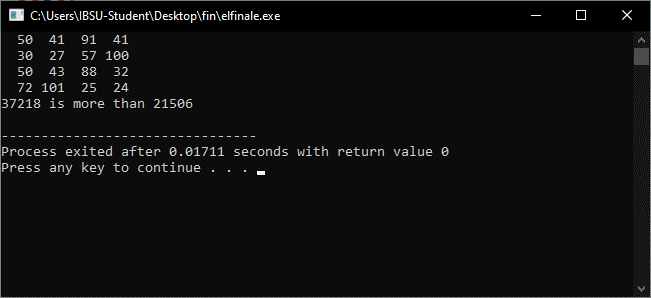 C:\Users\IBSU-Student\Desktop\fin\elfinale.exe
50 41 91 41
30 27 57 100
50 43 88 32
72 101 25 24
37218 is more than 21506
--------------------------------
Process exited after 0.01711 seconds with return value 0
Press any key to continue . . .